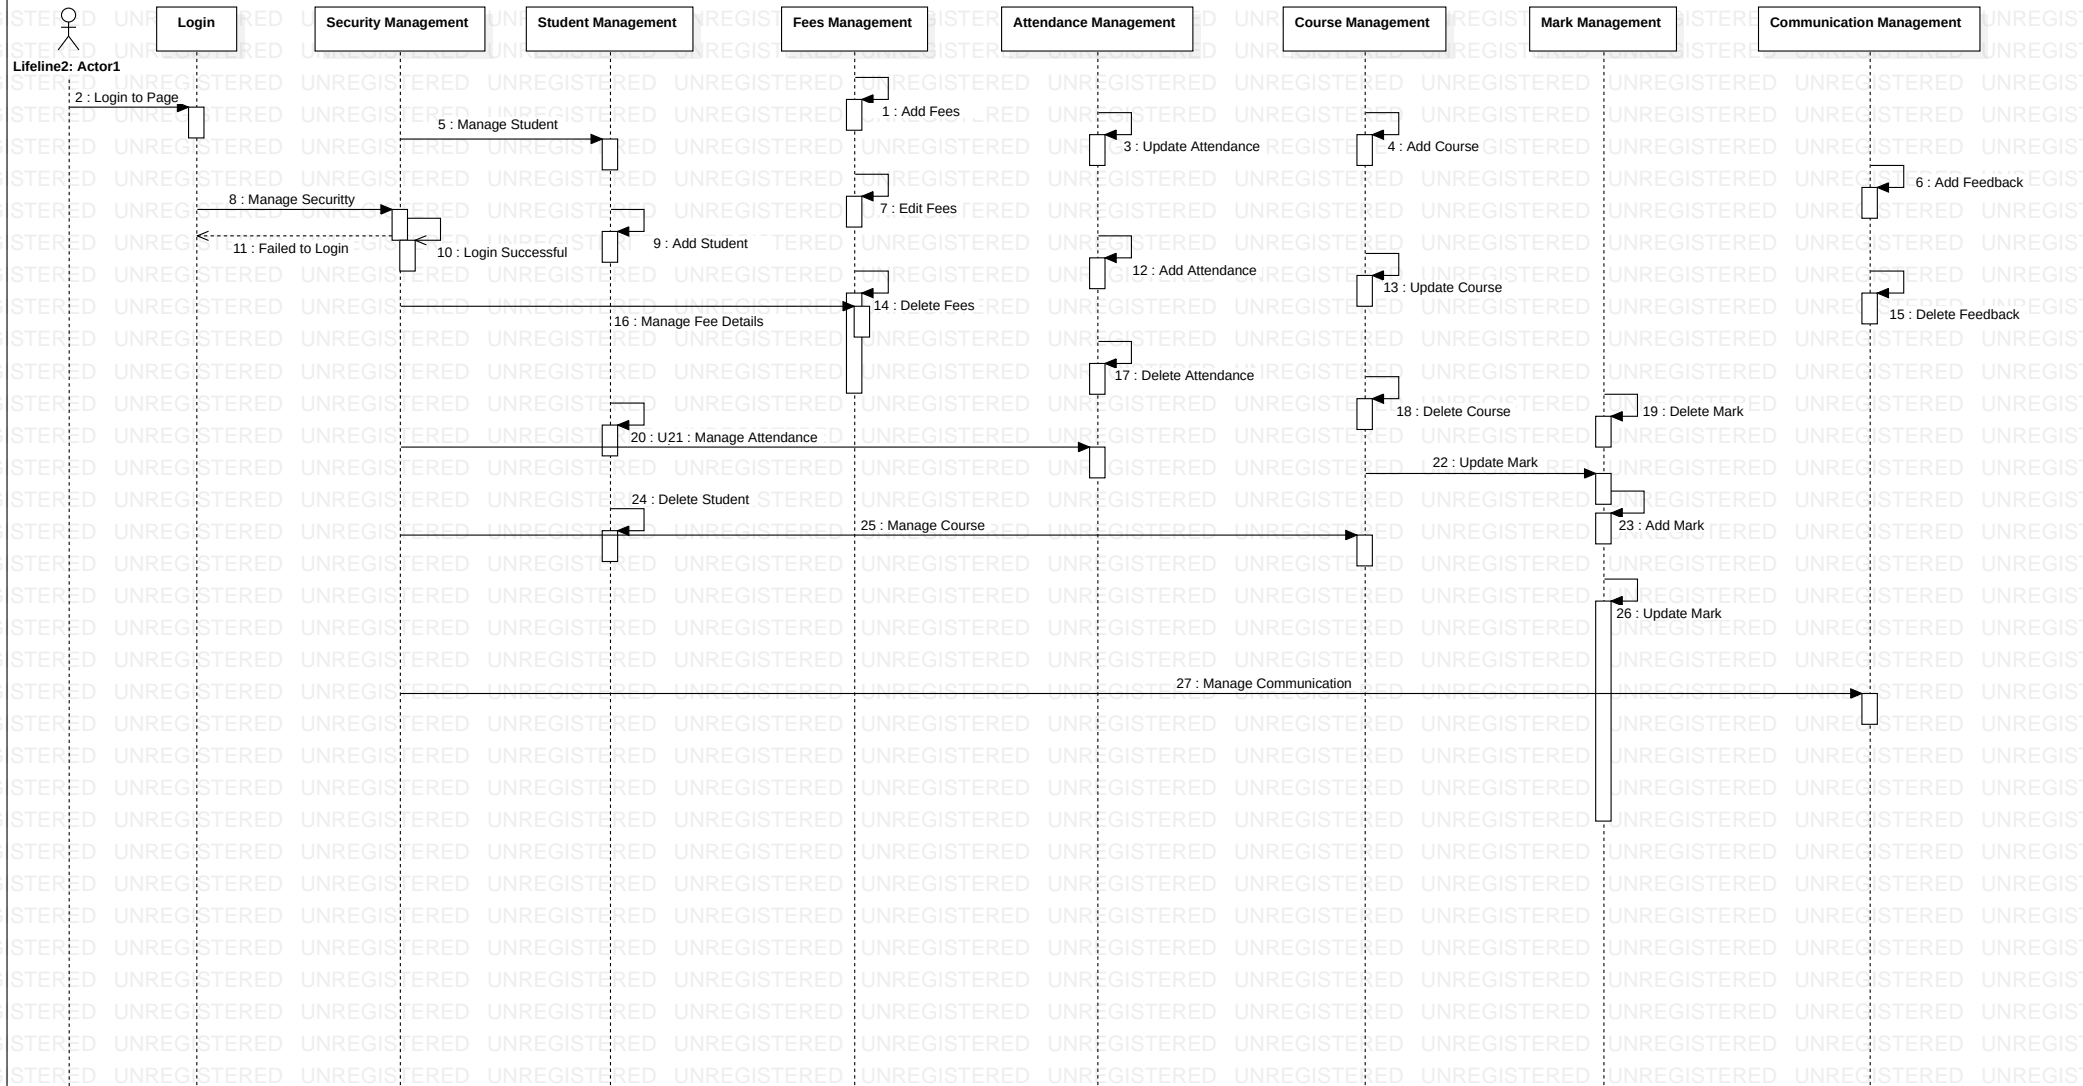 Login
Security Management
Student Management
Fees Management
Attendance Management
Course Management
Mark Management
Communication Management
Lifeline2: Actor1
2 : Login to Page
1 : Add Fees
5 : Manage Student
3 : Update Attendance
4 : Add Course
6 : Add Feedback
8 : Manage Securitty
7 : Edit Fees
11 : Failed to Login
10 : Login Successful
9 : Add Student
12 : Add Attendance
13 : Update Course
14 : Delete Fees
15 : Delete Feedback
16 : Manage Fee Details
17 : Delete Attendance
18 : Delete Course
19 : Delete Mark
20 : U21 : Manage Attendance
22 : Update Mark
24 : Delete Student
25 : Manage Course
23 : Add Mark
26 : Update Mark
27 : Manage Communication
UNREGISTERED